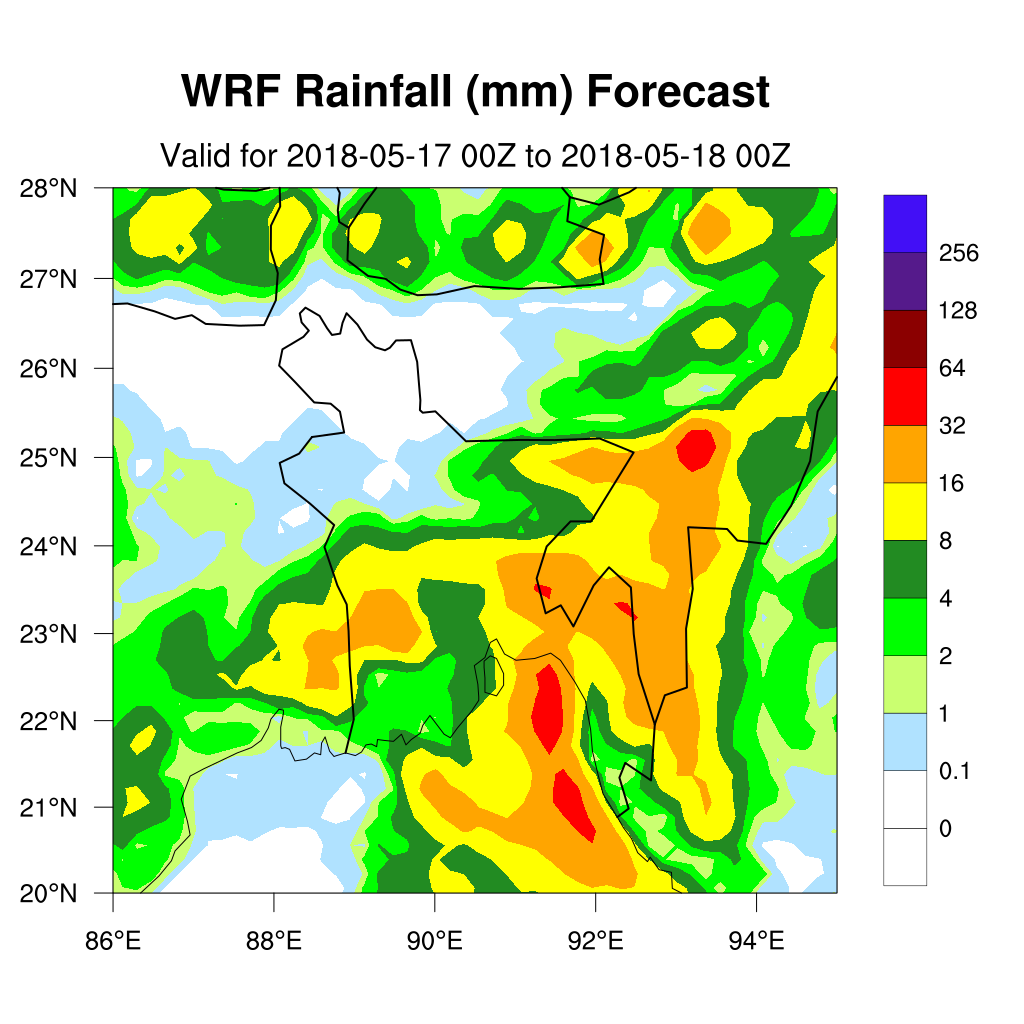 WRF Rainfall (mm) Forecast
Valid for 2018-05-17 00Z to 2018-05-18 00Z
28°N
27°N
26°N
25°N
24°N
23°N
22°N
21°N
20°N
86°E 88°E 90°E 92°E 94°E
256
128
64
32
16
8
4
2
1
0.1
0